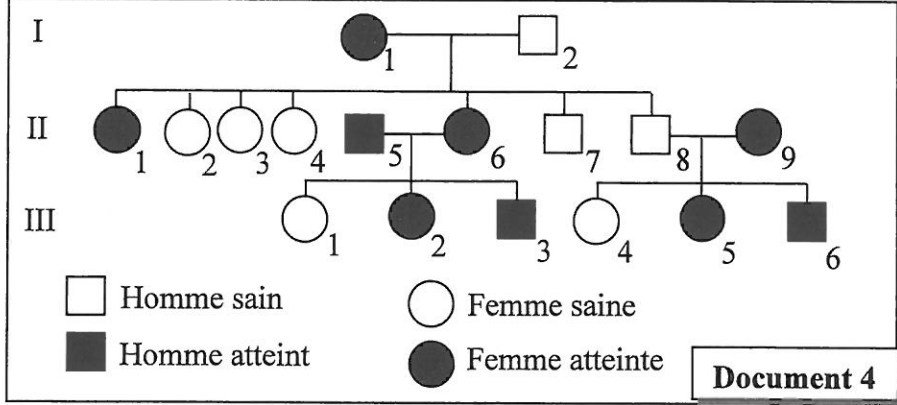 I
1
2
II
1
2
3
4
5
6
7
8
9
III
1
2
3
4
5
6
Homme sain
Femme saine
Homme atteint
Femme atteinte
Document 4